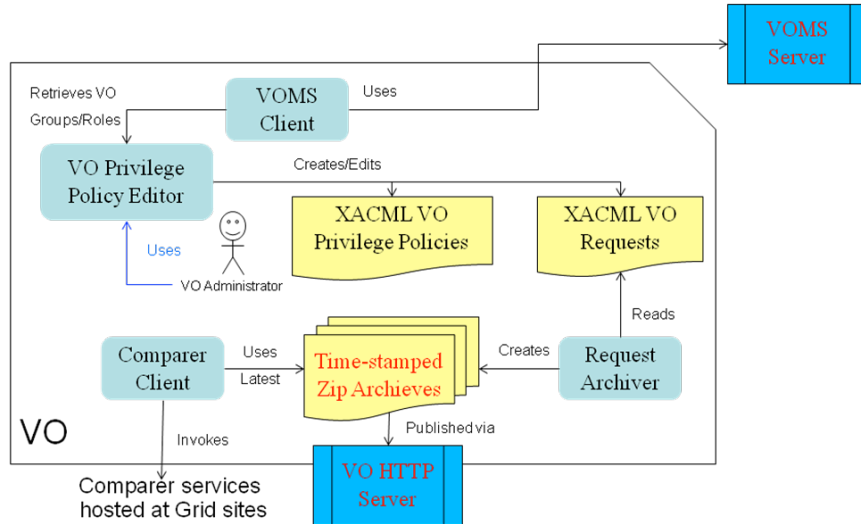 VOMS
Server
Retrieves VO
Groups/Roles
VOMS
Client
Uses
VO Privilege
Policy Editor
Creates/Edits
XACML VO
Privilege Policies
XACML VO
Requests
Uses
VO Administrator
Reads
Comparer
Client
Uses
Latest
Time-stamped
Zip Archieves
Creates
Request
Archiver
VO
Invokes
Published via
Comparer services
hosted at Grid sites
VO HTTP
Server